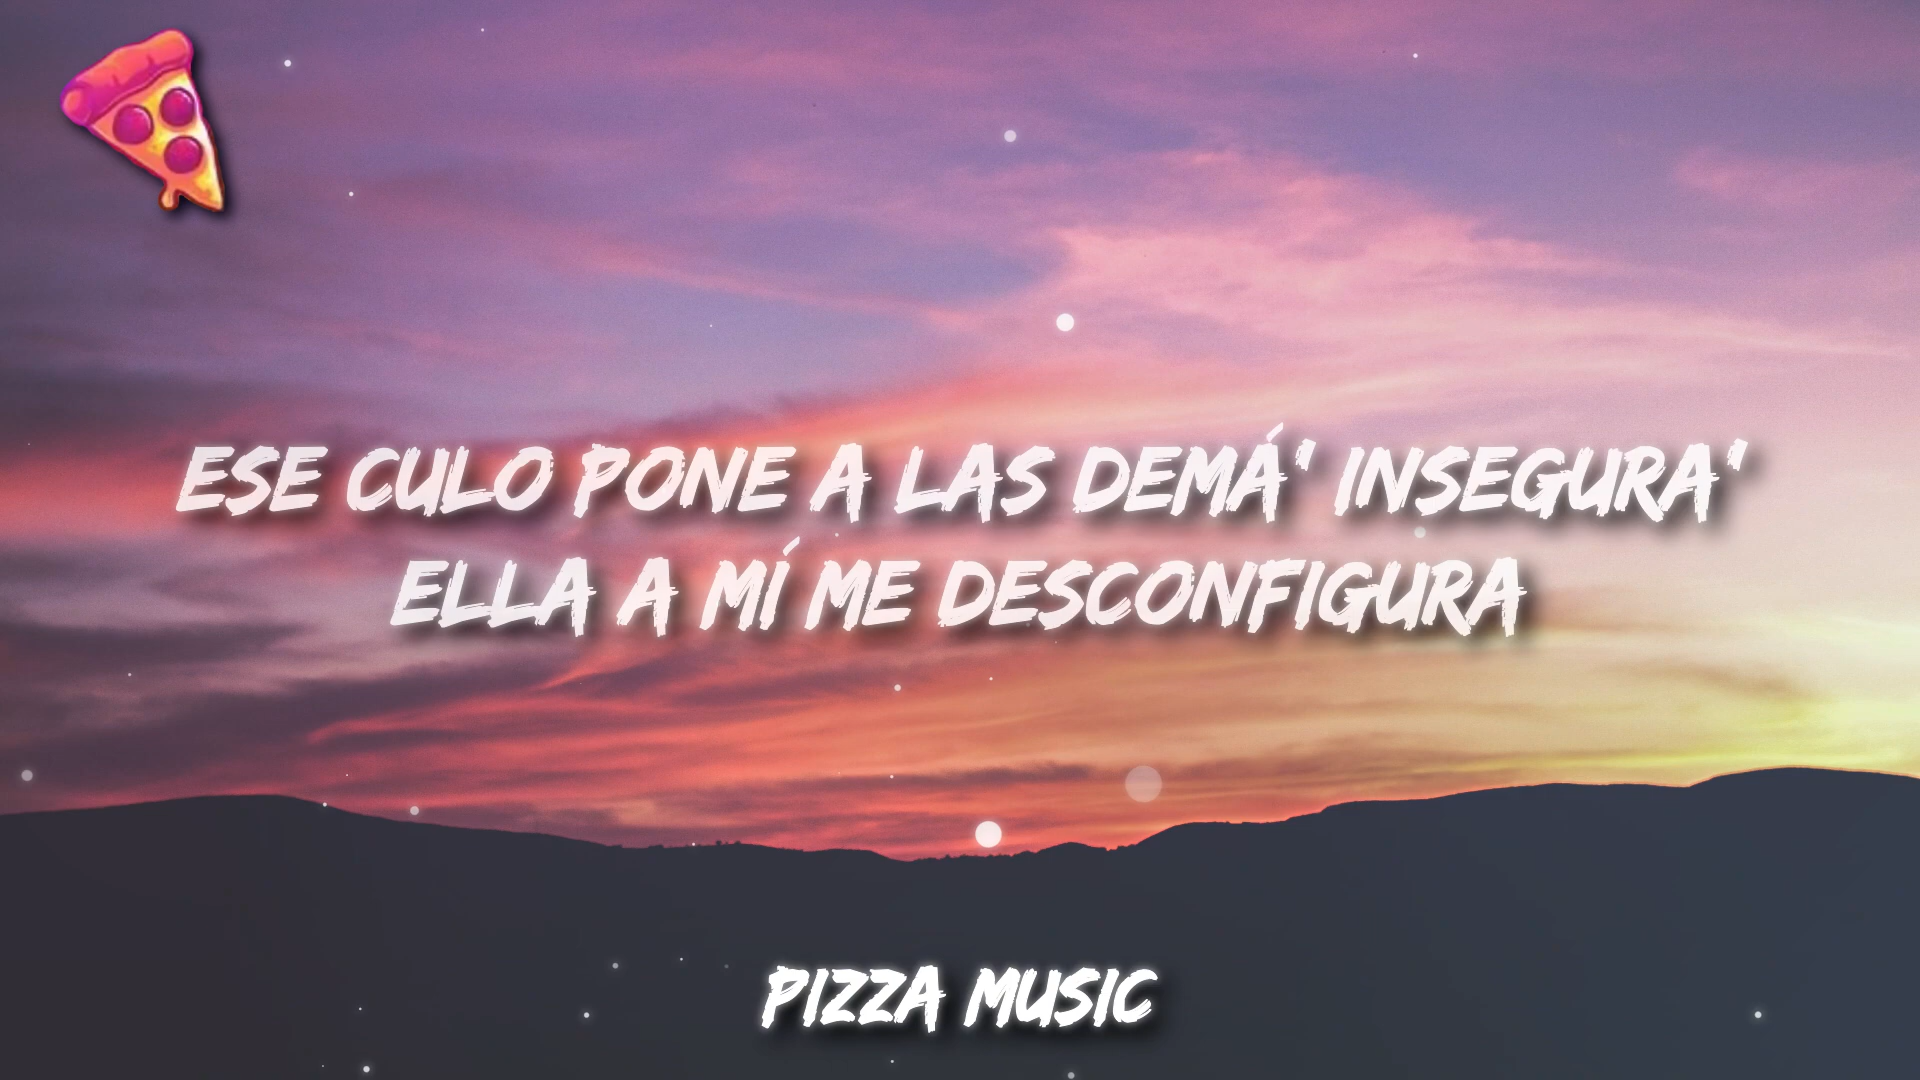 ESE CULO PONE A LAS DEMÁ' INSEGURA'
ELLA A MÍ ME DESCONFIGURA
PIZZA MUSIC